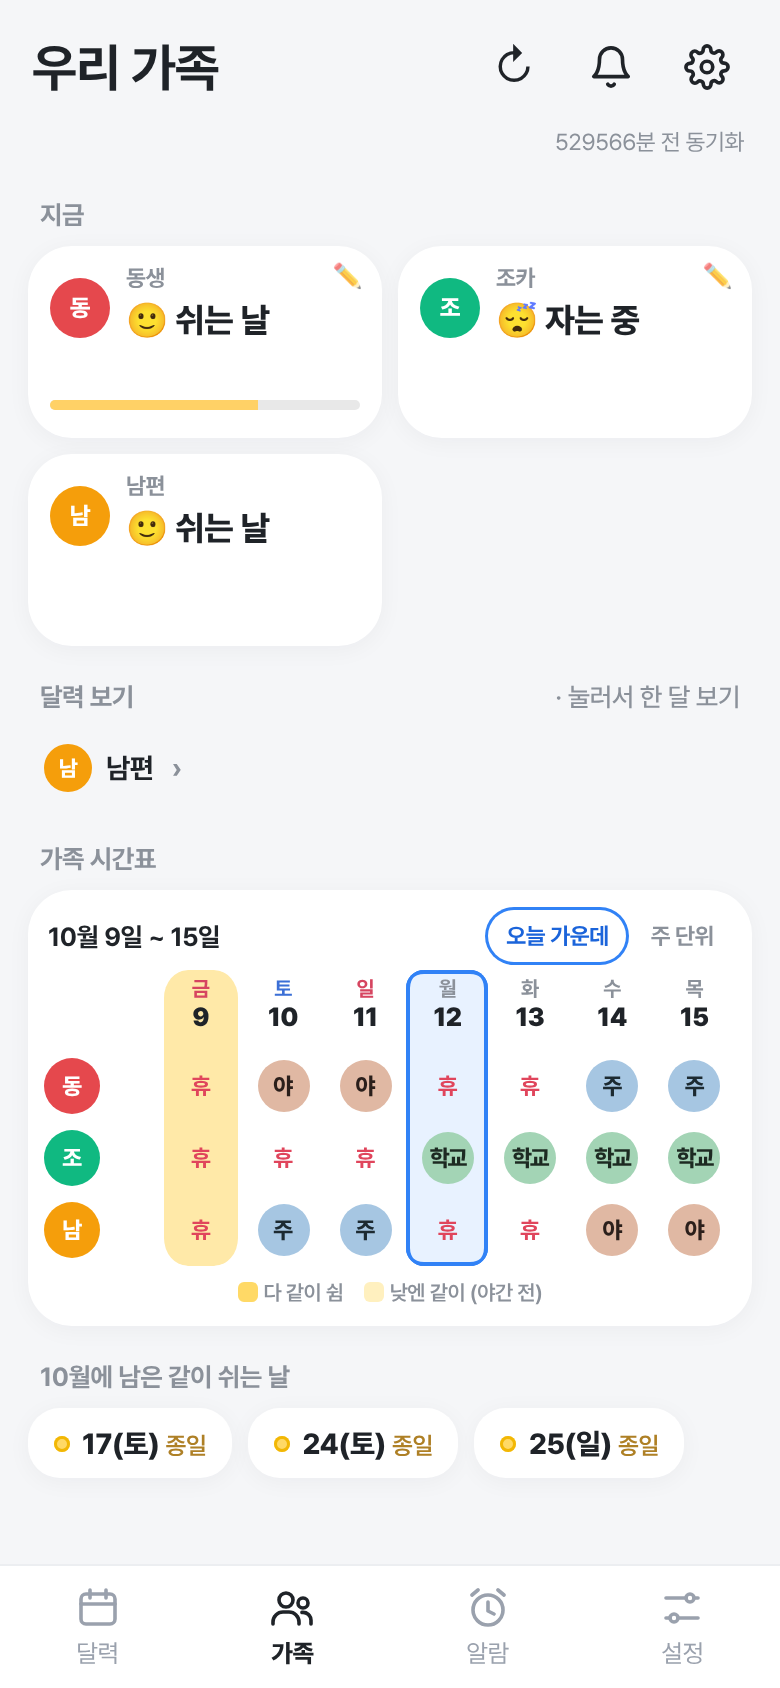 우리 가족
529566분 전 동기화
지금
동 동생 ✏️
🙂 쉬는 날
조 조카 ✏️
😴 자는 중
남 남편
🙂 쉬는 날
달력 보기 · 눌러서 한 달 보기
남 남편 ›
가족 시간표
10월 9일 ~ 15일 오늘 가운데 주 단위
금 토 일 월 화 수 목
9 10 11 12 13 14 15
동 휴 야 야 휴 휴 주 주
조 휴 휴 휴 학교 학교 학교 학교
남 휴 주 주 휴 휴 야 야
다 같이 쉼 낮엔 같이 (야간 전)
10월에 남은 같이 쉬는 날
17(토) 종일 24(토) 종일 25(일) 종일
달력 가족 알람 설정